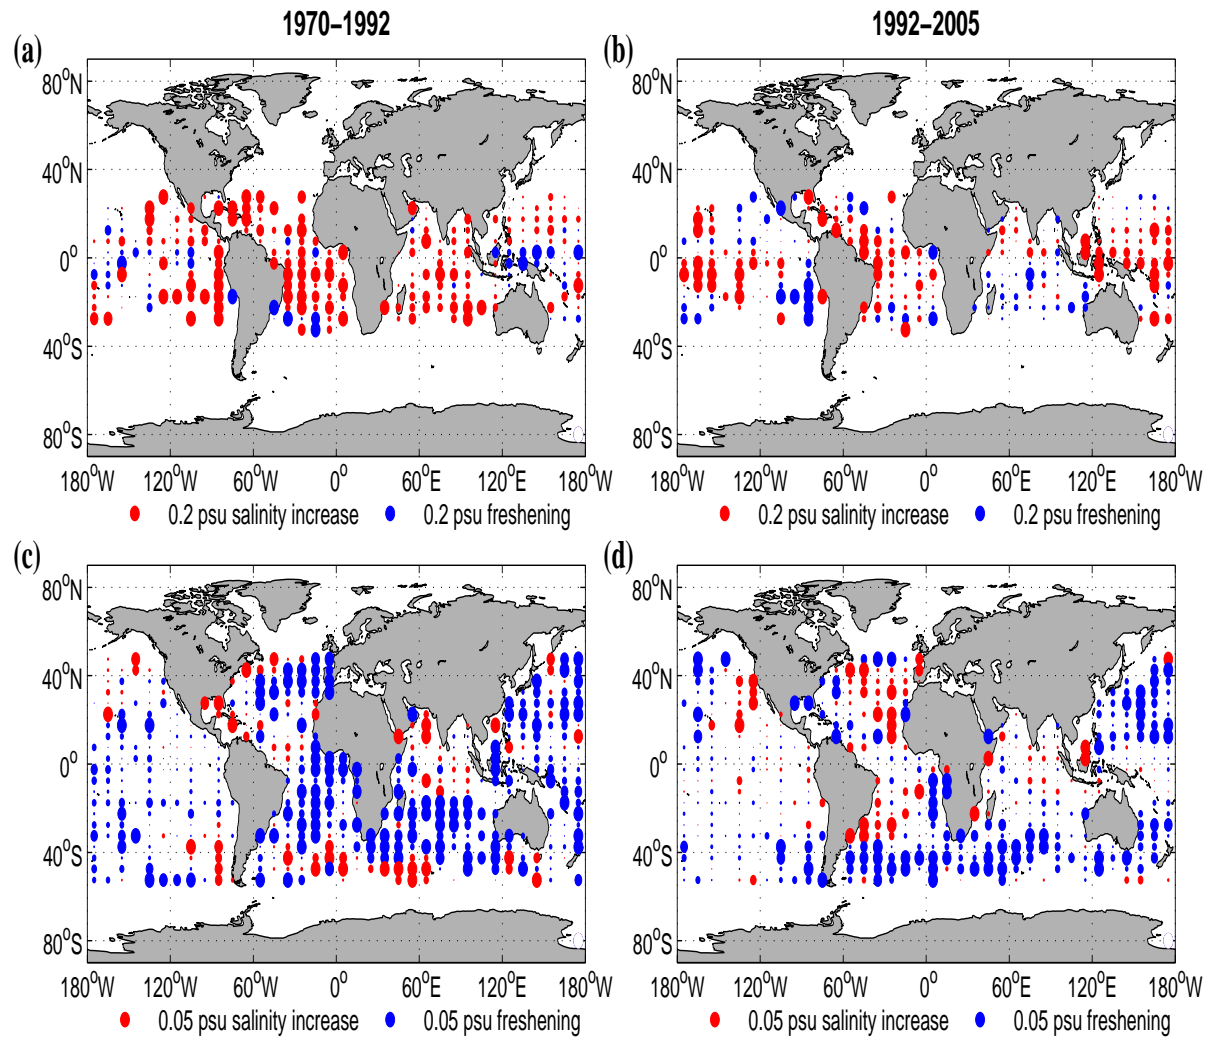 1970−1992 1992−2005
(a) (b)
80°N 80°N
40°N 40°N
0° 0°
40°S 40°S
80°S 80°S
180°W 120°W 60°W 0° 60°E 120°E 180°W 180°W 120°W 60°W 0° 60°E 120°E 180°W
0.2 psu salinity increase 0.2 psu freshening 0.2 psu salinity increase 0.2 psu freshening
(c) (d)
80°N 80°N
40°N 40°N
0° 0°
40°S 40°S
80°S 80°S
180°W 120°W 60°W 0° 60°E 120°E 180°W 180°W 120°W 60°W 0° 60°E 120°E 180°W
0.05 psu salinity increase 0.05 psu freshening 0.05 psu salinity increase 0.05 psu freshening